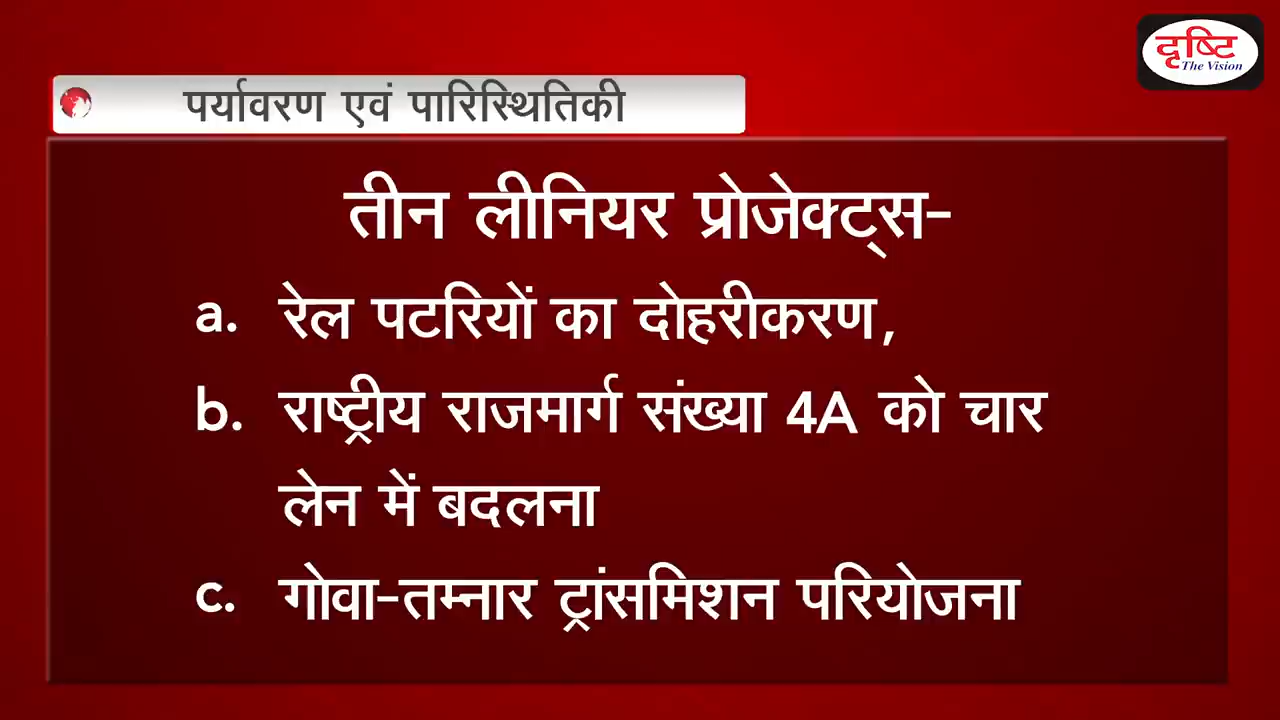 दृष्टि
The Vision
पर्यावरण एवं पारिस्थितिकी
तीन लीनियर प्रोजेक्ट्स-
a. रेल पटरियों का दोहरीकरण,
b. राष्ट्रीय राजमार्ग संख्या 4A को चार
लेन में बदलना
c. गोवा-तम्नार ट्रांसमिशन परियोजना